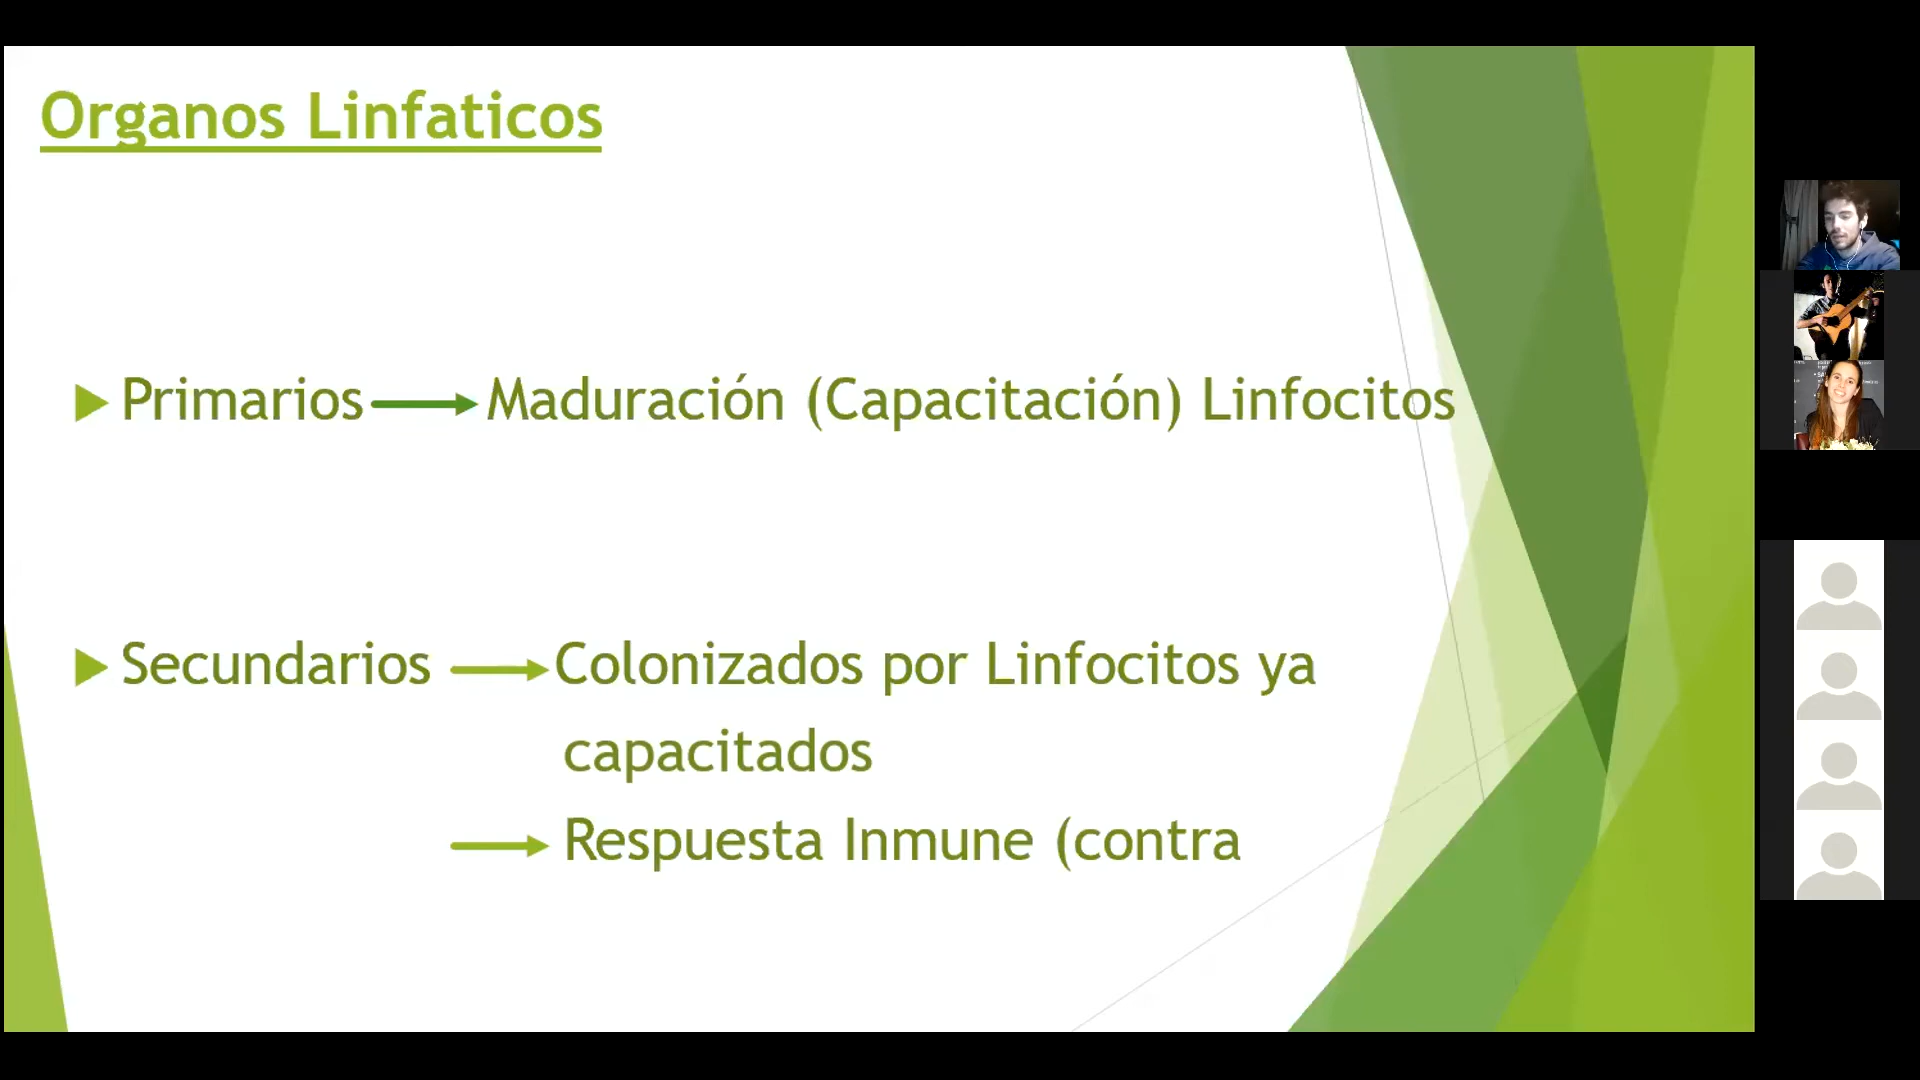 Organos Linfaticos
Primarios Maduración (Capacitación) Linfocitos
Secundarios Colonizados por Linfocitos ya
capacitados
Respuesta Inmune (contra